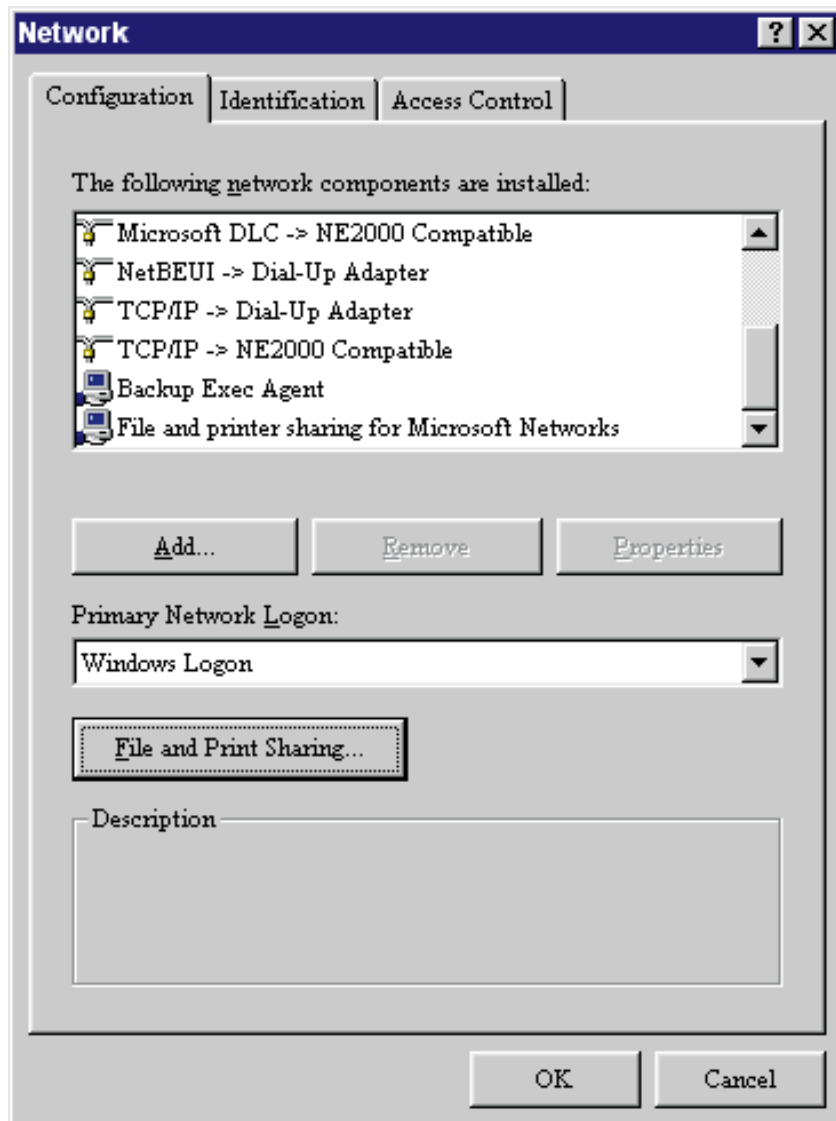 Network
Configuration Identification Access Control
The following network components are installed:
Microsoft DLC -> NE2000 Compatible
NetBEUI -> Dial-Up Adapter
TCP/IP -> Dial-Up Adapter
TCP/IP -> NE2000 Compatible
Backup Exec Agent
File and printer sharing for Microsoft Networks
Add... Remove Properties
Primary Network Logon:
Windows Logon
File and Print Sharing...
Description
OK Cancel